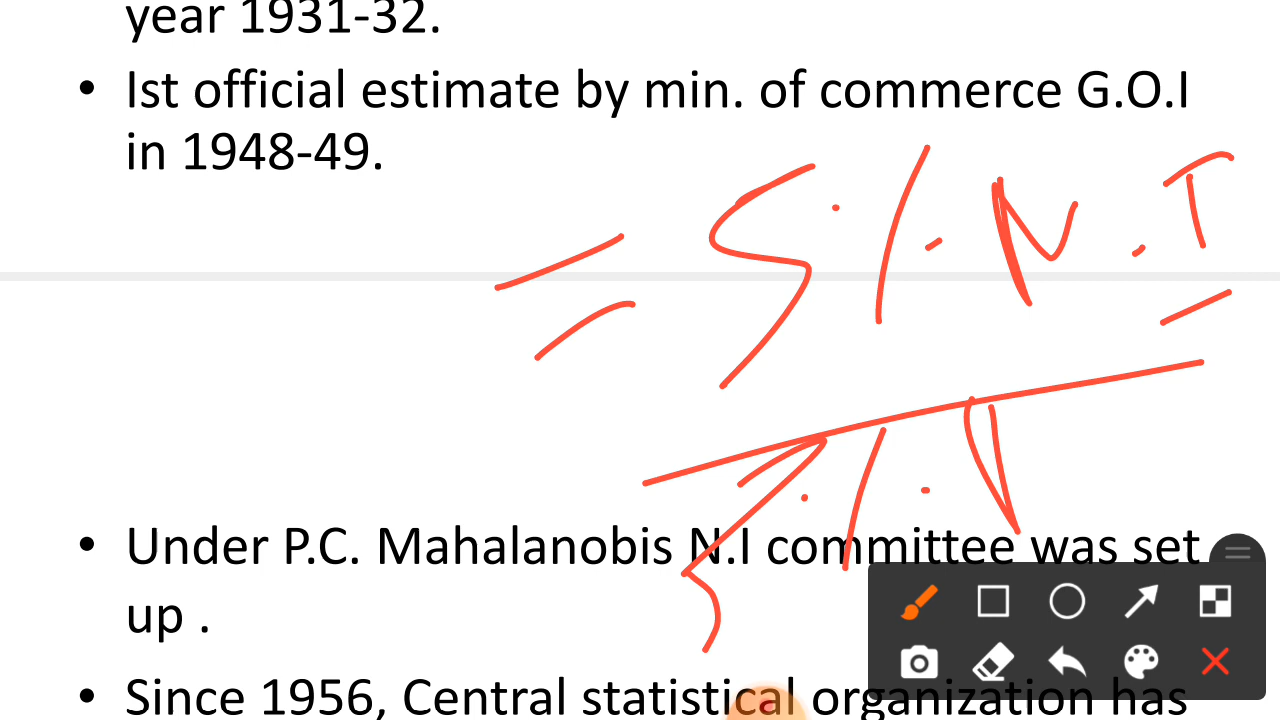 year 1931-32.
• Ist official estimate by min. of commerce G.O.I
in 1948-49.
= S.I.N.I
• Under P.C. Mahalanobis N.I committee was set
up .
• Since 1956, Central statistical organization has